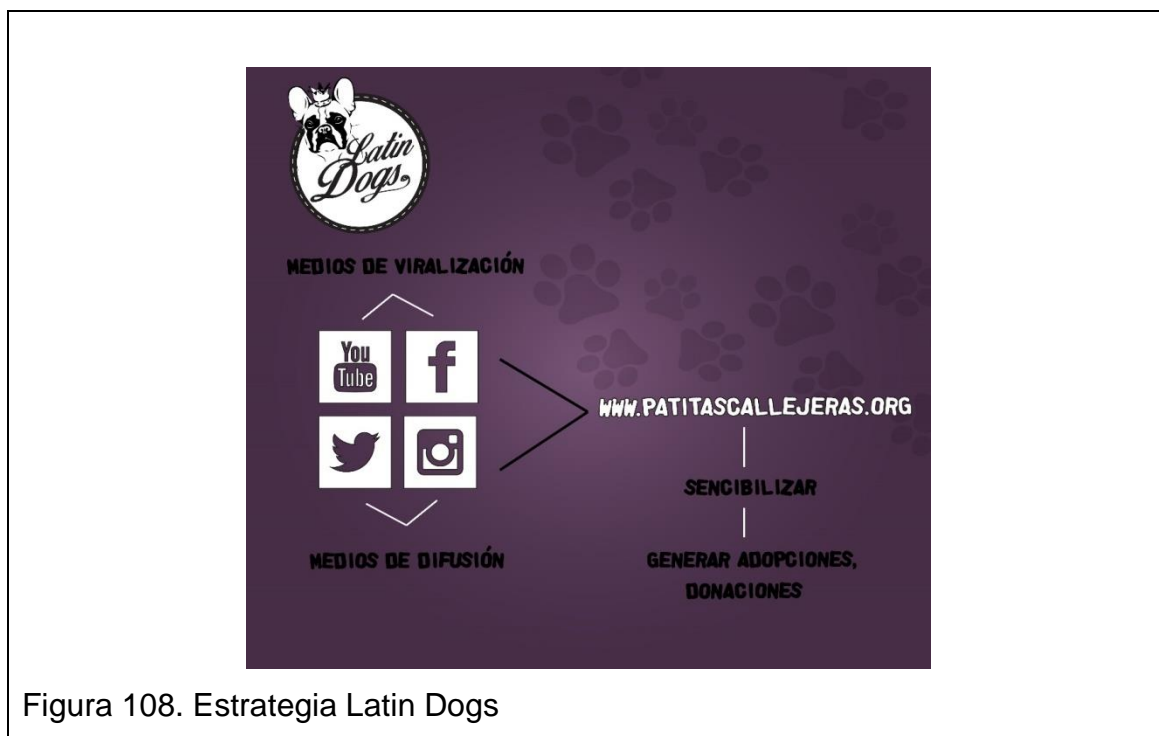 Latin
Dogs
MEDIOS DE VIRALIZACIÓN
You
Tube
f
WWW.PATITASCALLEJERAS.ORG
SENCIBILIZAR
MEDIOS DE DIFUSIÓN
GENERAR ADOPCIONES,
DONACIONES
Figura 108. Estrategia Latin Dogs